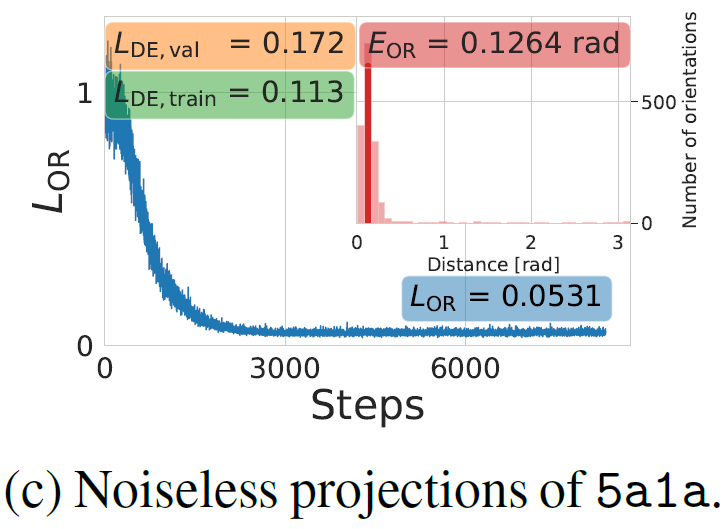 L_DE, val = 0.172
E_OR = 0.1264 rad
L_DE, train = 0.113
1
L_OR
500
0
Number of orientations
0 1 2 3
Distance [rad]
L_OR = 0.0531
0
0 3000 6000
Steps
(c) Noiseless projections of 5a1a.